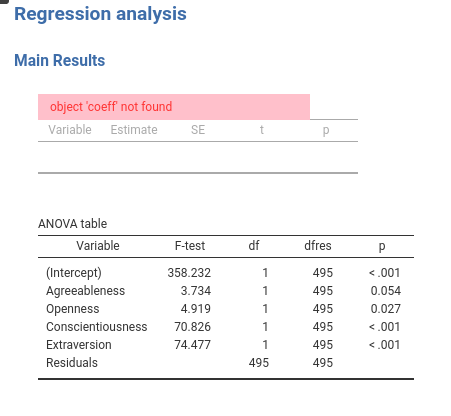 Regression analysis
Main Results
object 'coeff' not found
Variable Estimate SE t p
ANOVA table
Variable F-test df dfres p
(Intercept) 358.232 1 495 < .001
Agreeableness 3.734 1 495 0.054
Openness 4.919 1 495 0.027
Conscientiousness 70.826 1 495 < .001
Extraversion 74.477 1 495 < .001
Residuals 495 495